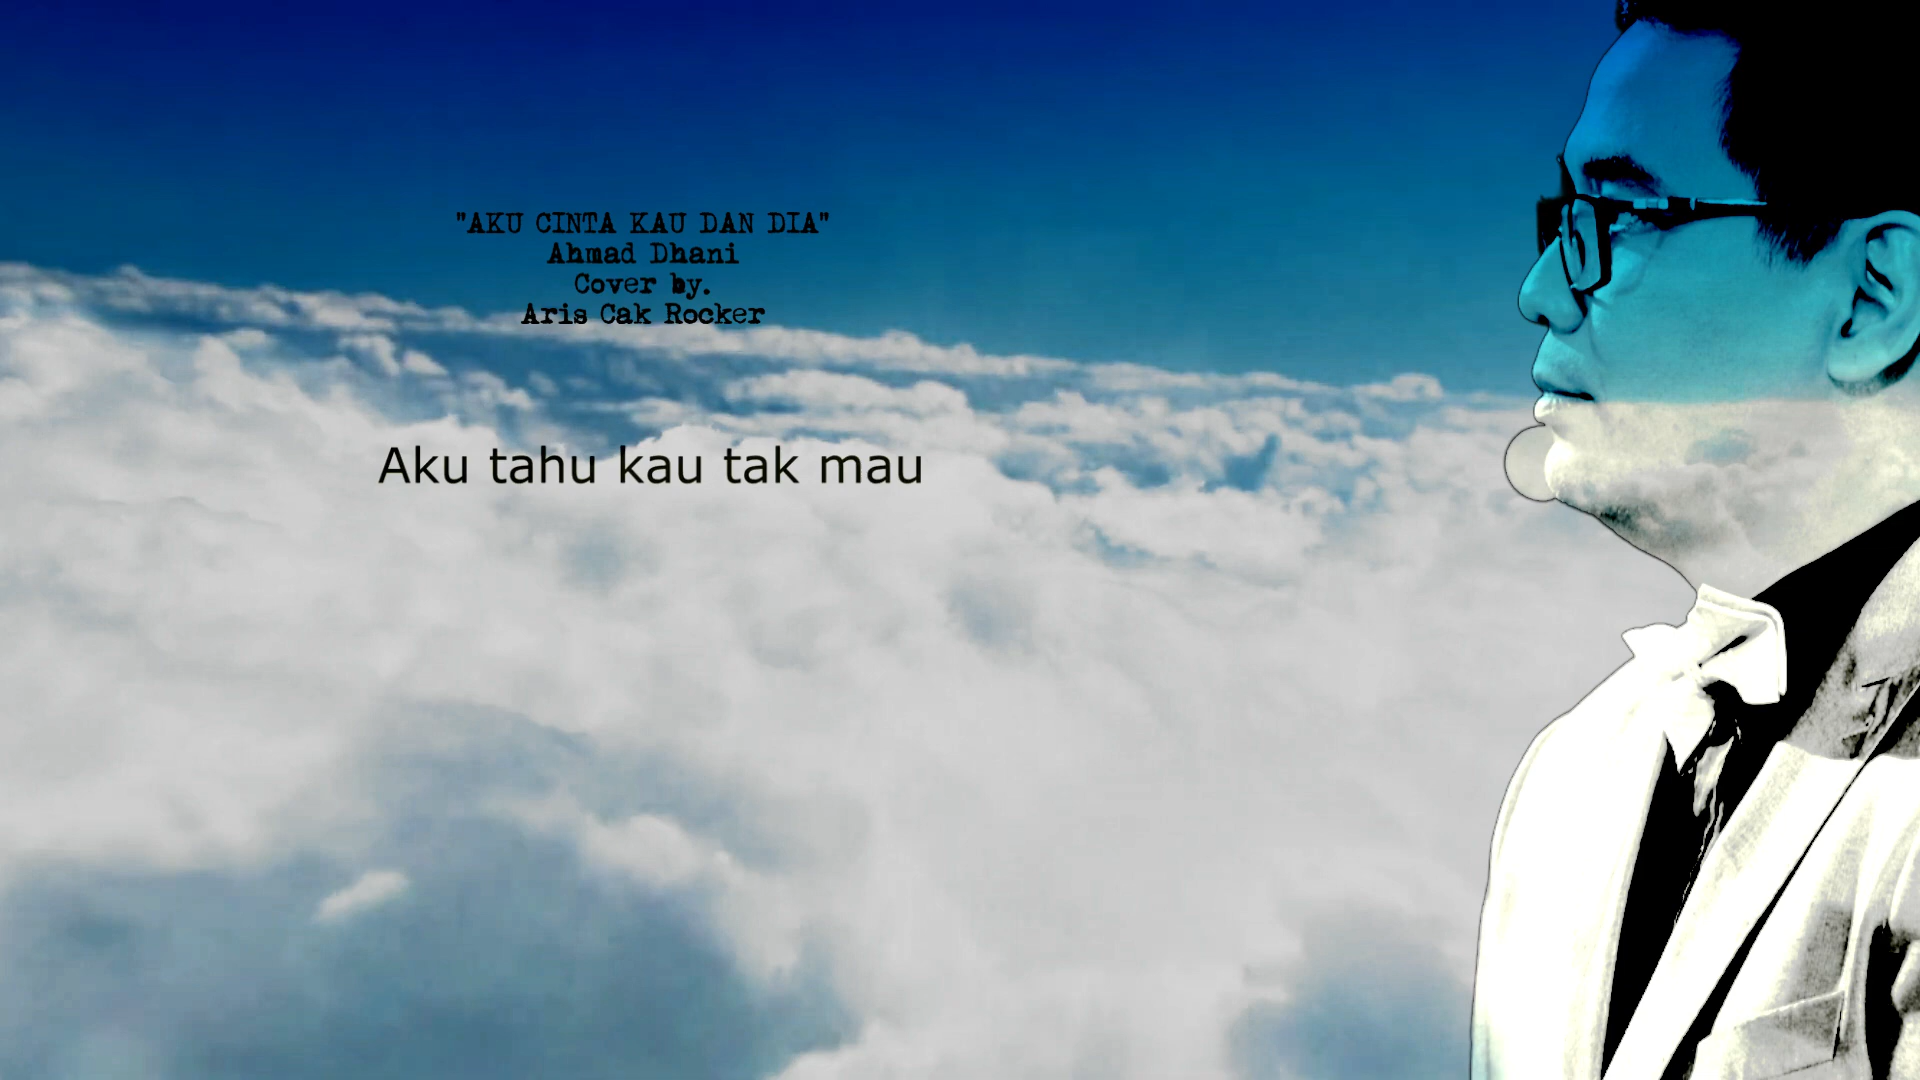 "AKU CINTA KAU DAN DIA"
Ahmad Dhani
Cover by.
Aris Cak Rocker
Aku tahu kau tak mau